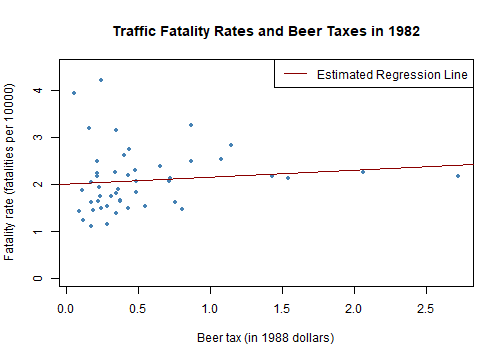 Traffic Fatality Rates and Beer Taxes in 1982
Estimated Regression Line
Fatality rate (fatalities per 10000)
4
3
2
1
0
0.0 0.5 1.0 1.5 2.0 2.5
Beer tax (in 1988 dollars)